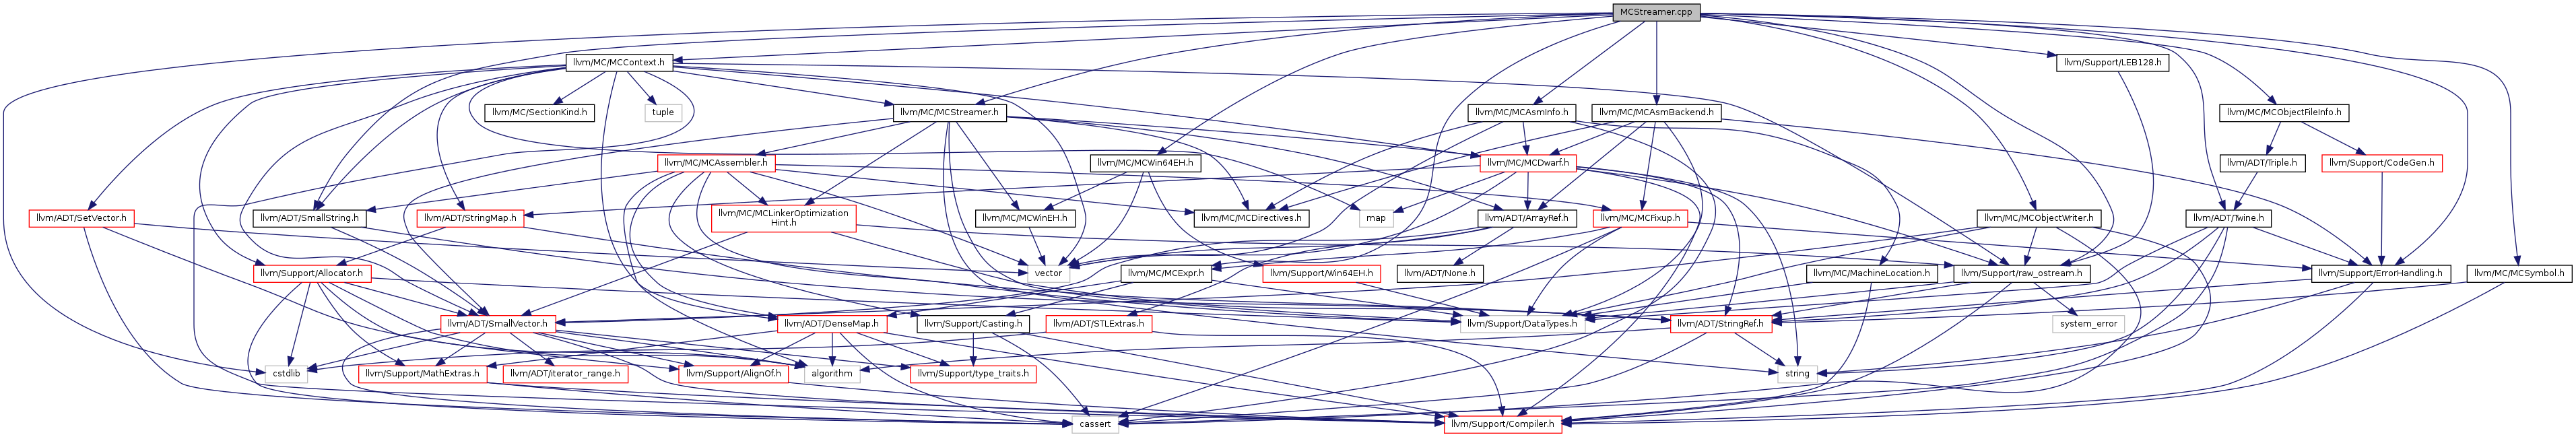 MCStreamer.cpp
llvm/MC/MCContext.h
llvm/Support/LEB128.h
llvm/MC/SectionKind.h
tuple
llvm/MC/MCStreamer.h
llvm/MC/MCAsmInfo.h
llvm/MC/MCAsmBackend.h
llvm/MC/MCObjectFileInfo.h
llvm/MC/MCAssembler.h
llvm/MC/MCWin64EH.h
llvm/MC/MCDwarf.h
llvm/ADT/Triple.h
llvm/Support/CodeGen.h
llvm/ADT/SetVector.h
llvm/ADT/SmallString.h
llvm/ADT/StringMap.h
llvm/MC/MCLinkerOptimization
Hint.h
llvm/MC/MCWinEH.h
llvm/MC/MCDirectives.h
map
llvm/ADT/ArrayRef.h
llvm/MC/MCFixup.h
llvm/MC/MCObjectWriter.h
llvm/ADT/Twine.h
llvm/Support/Allocator.h
vector
llvm/MC/MCExpr.h
llvm/Support/Win64EH.h
llvm/ADT/None.h
llvm/MC/MachineLocation.h
llvm/Support/raw_ostream.h
llvm/Support/ErrorHandling.h
llvm/MC/MCSymbol.h
llvm/ADT/SmallVector.h
llvm/ADT/DenseMap.h
llvm/Support/Casting.h
llvm/ADT/STLExtras.h
llvm/Support/DataTypes.h
llvm/ADT/StringRef.h
system_error
cstdlib
llvm/Support/MathExtras.h
llvm/ADT/iterator_range.h
llvm/Support/AlignOf.h
algorithm
llvm/Support/type_traits.h
string
cassert
llvm/Support/Compiler.h